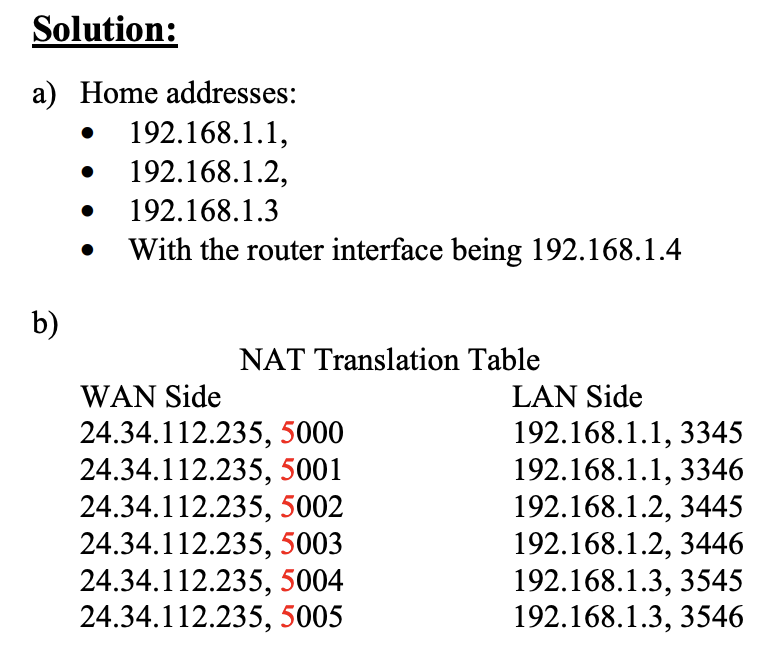 Solution:
a) Home addresses:
• 192.168.1.1,
• 192.168.1.2,
• 192.168.1.3
• With the router interface being 192.168.1.4
b)
NAT Translation Table
WAN Side LAN Side
24.34.112.235, 5000 192.168.1.1, 3345
24.34.112.235, 5001 192.168.1.1, 3346
24.34.112.235, 5002 192.168.1.2, 3445
24.34.112.235, 5003 192.168.1.2, 3446
24.34.112.235, 5004 192.168.1.3, 3545
24.34.112.235, 5005 192.168.1.3, 3546